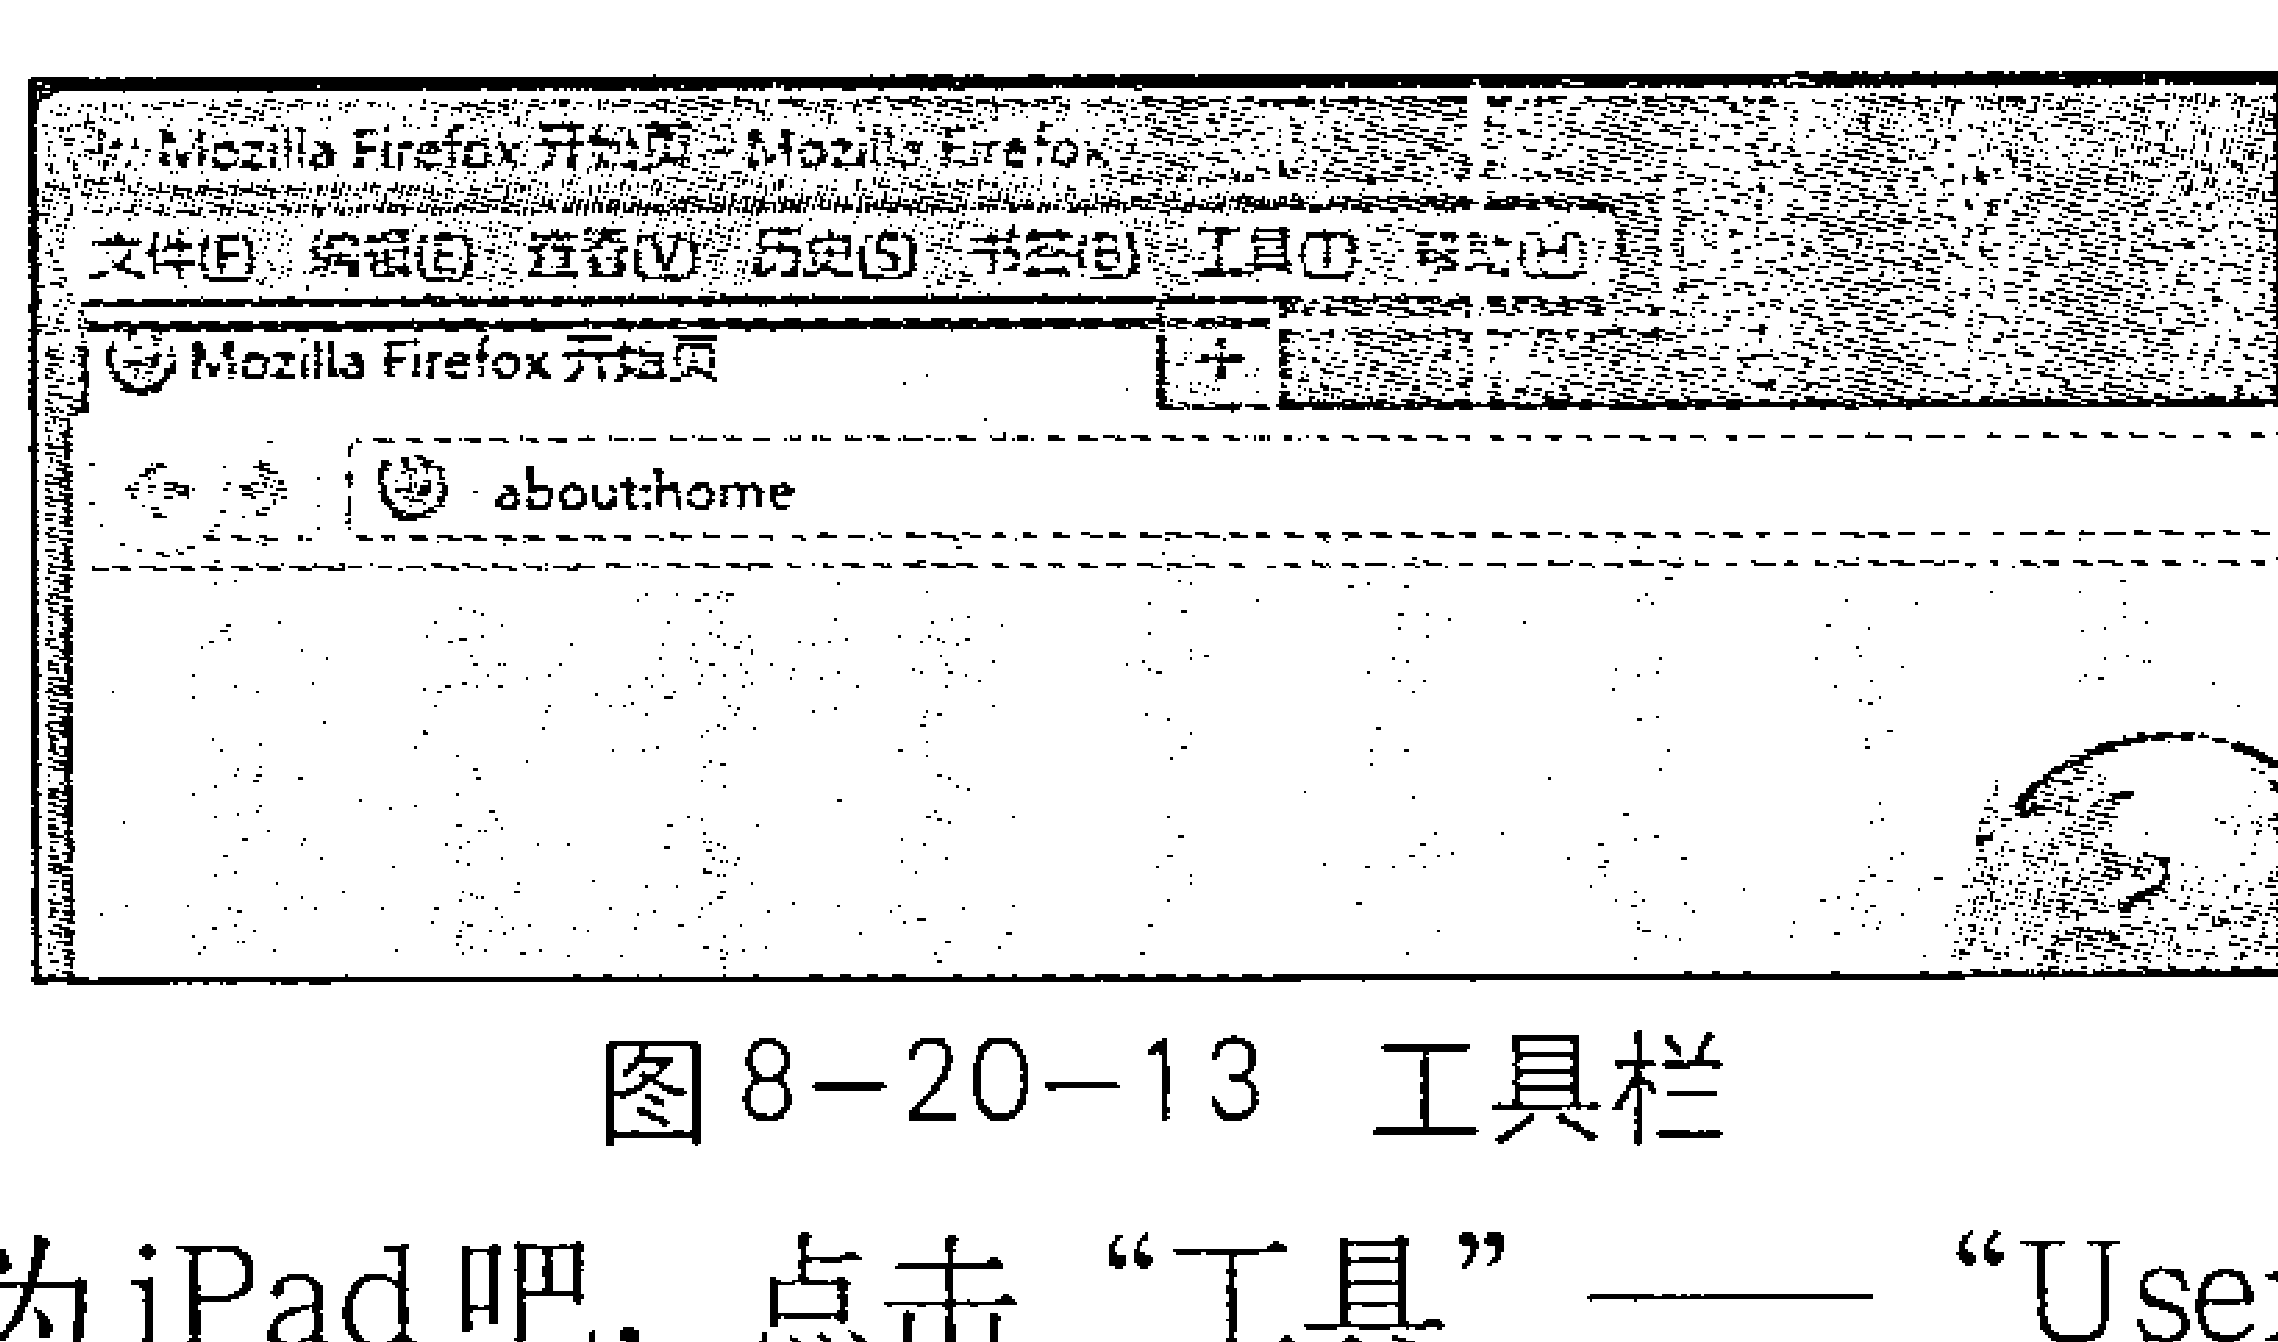 Mozilla Firefox 开始页 - Mozilla Firefox
文件(F) 编辑(E) 查看(V) 历史(S) 书签(B) 工具(T) 帮助(H)
Mozilla Firefox 开始页 +
about:home
图8-20-13 工具栏
为 iPad 吧，点击 “工具” —— “User